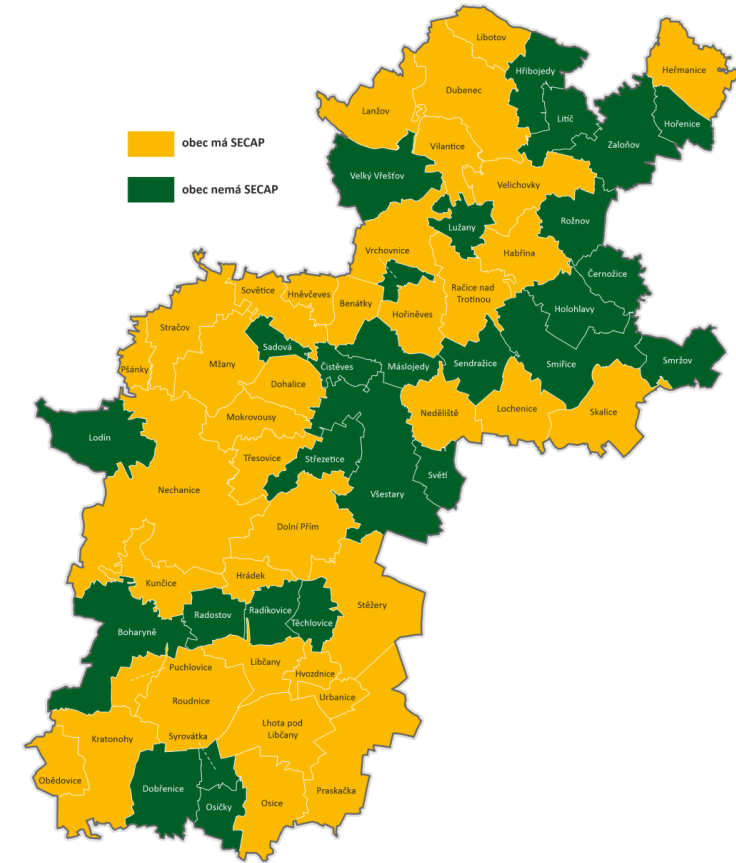 Libotov
Hřibojedy
Heřmanice
Dubenec
Lanžov
Litíč
Hořenice
obec má SECAP
Vilantice
Zaloňov
Velký Vřešťov
obec nemá SECAP
Velichovky
Lužany
Rožnov
Vrchovnice
Habřina
Černožice
Sovětice
Hněvčeves
Benátky
Račice nad
Trotinou
Holohlavy
Hořiněves
Stračov
Sadová
Mžany
Čistěves
Máslojedy
Sendražice
Smiřice
Smržov
Pšánky
Dohalice
Neděliště
Lochenice
Skalice
Mokrovousy
Lodín
Třesovice
Střezetice
Světí
Nechanice
Všestary
Dolní Přím
Kunčice
Hrádek
Stěžery
Radostov
Radíkovice
Těchlovice
Boharyně
Libčany
Puchlovice
Hvozdnice
Roudnice
Urbanice
Lhota pod
Libčany
Kratonohy
Syrovátka
Obědovice
Dobřenice
Praskačka
Osičky
Osice